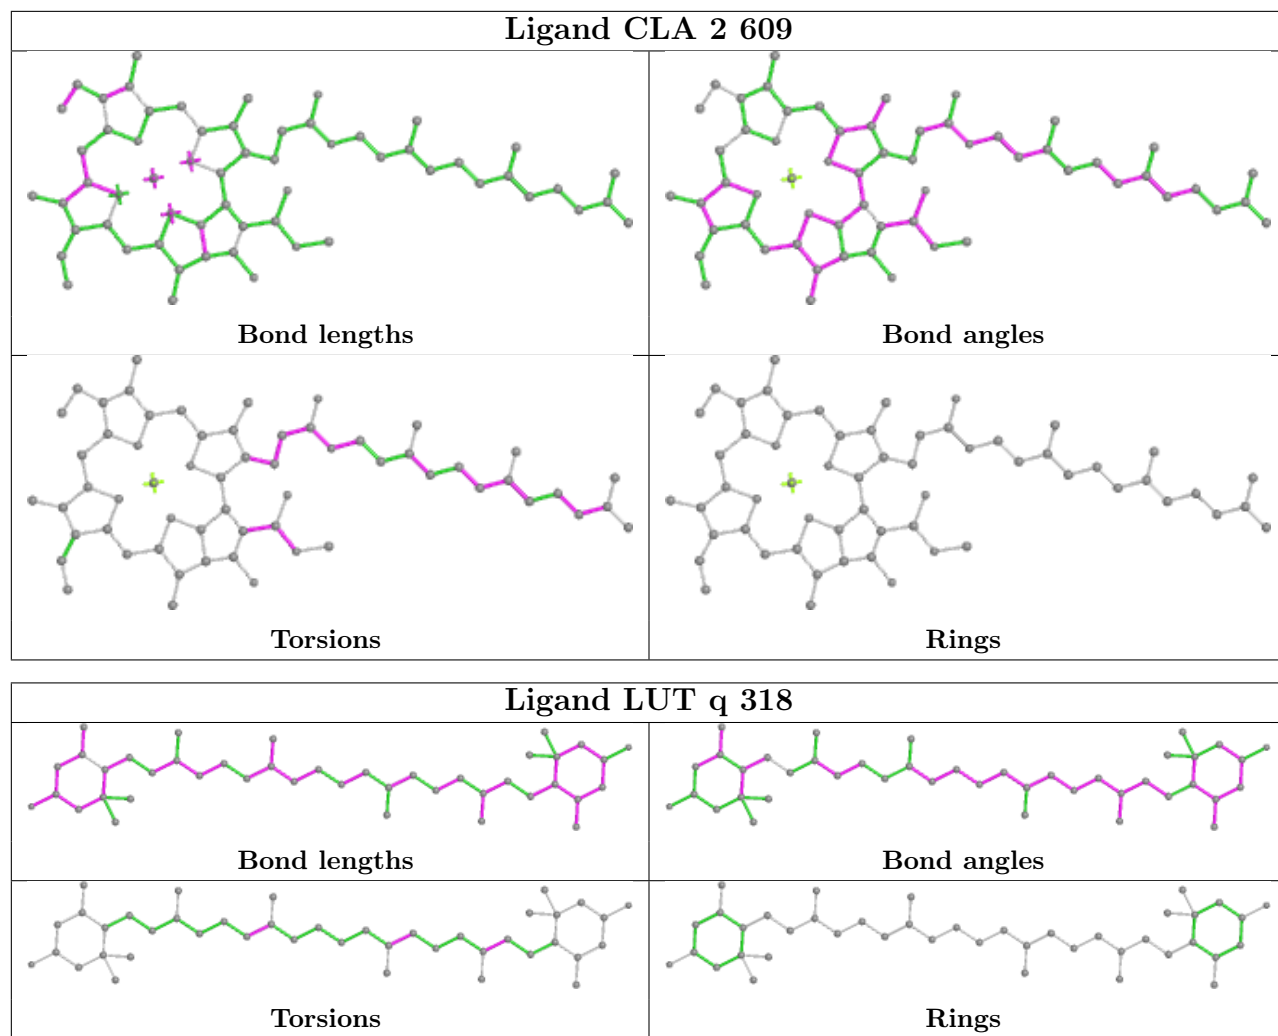 Ligand CLA 2 609
Bond lengths
Bond angles
Torsions
Rings
Ligand LUT q 318
Bond lengths
Bond angles
Torsions
Rings